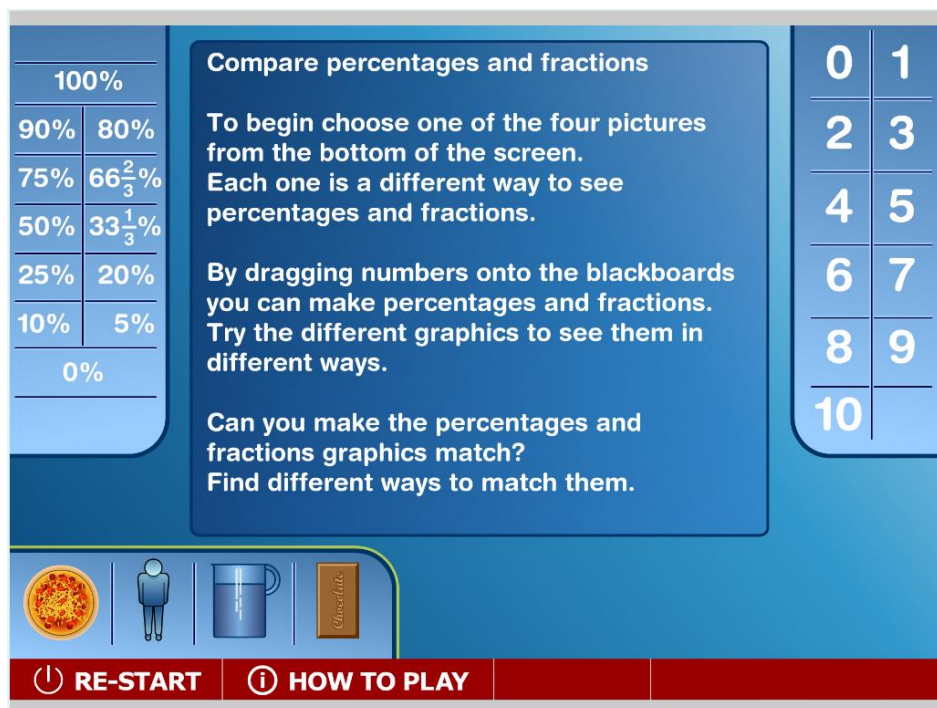 100%
90% 80%
75% 66 2/3%
50% 33 1/3%
25% 20%
10% 5%
0%
Compare percentages and fractions
To begin choose one of the four pictures
from the bottom of the screen.
Each one is a different way to see
percentages and fractions.
By dragging numbers onto the blackboards
you can make percentages and fractions.
Try the different graphics to see them in
different ways.
Can you make the percentages and
fractions graphics match?
Find different ways to match them.
0 1
2 3
4 5
6 7
8 9
10
Chocolate
RE-START
HOW TO PLAY